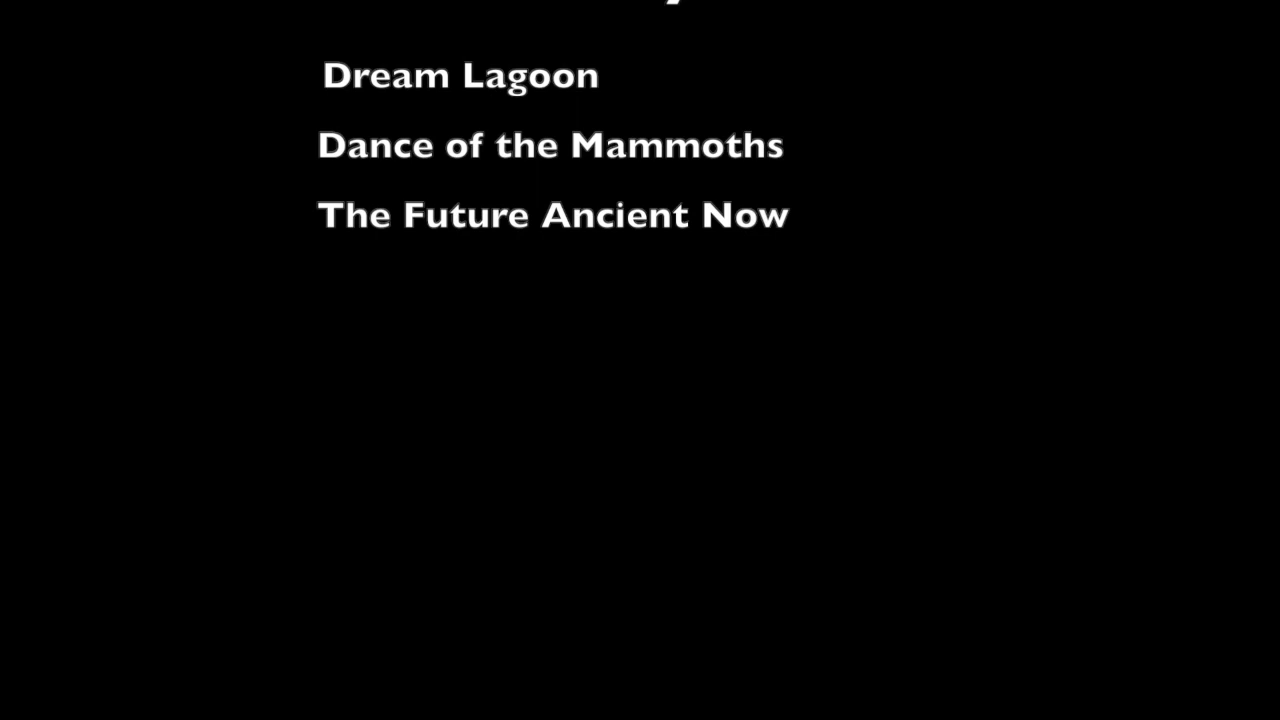 Dream Lagoon
Dance of the Mammoths
The Future Ancient Now